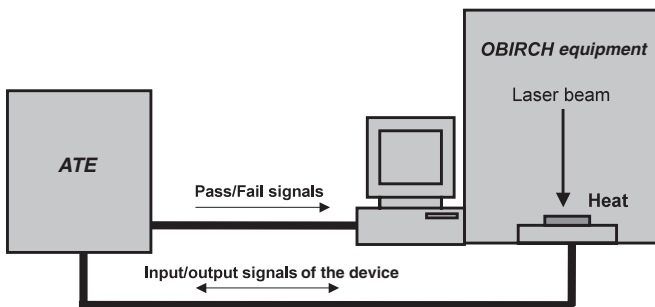 OBIRCH equipment
Laser beam
ATE
Pass/Fail signals
Heat
Input/output signals of the device